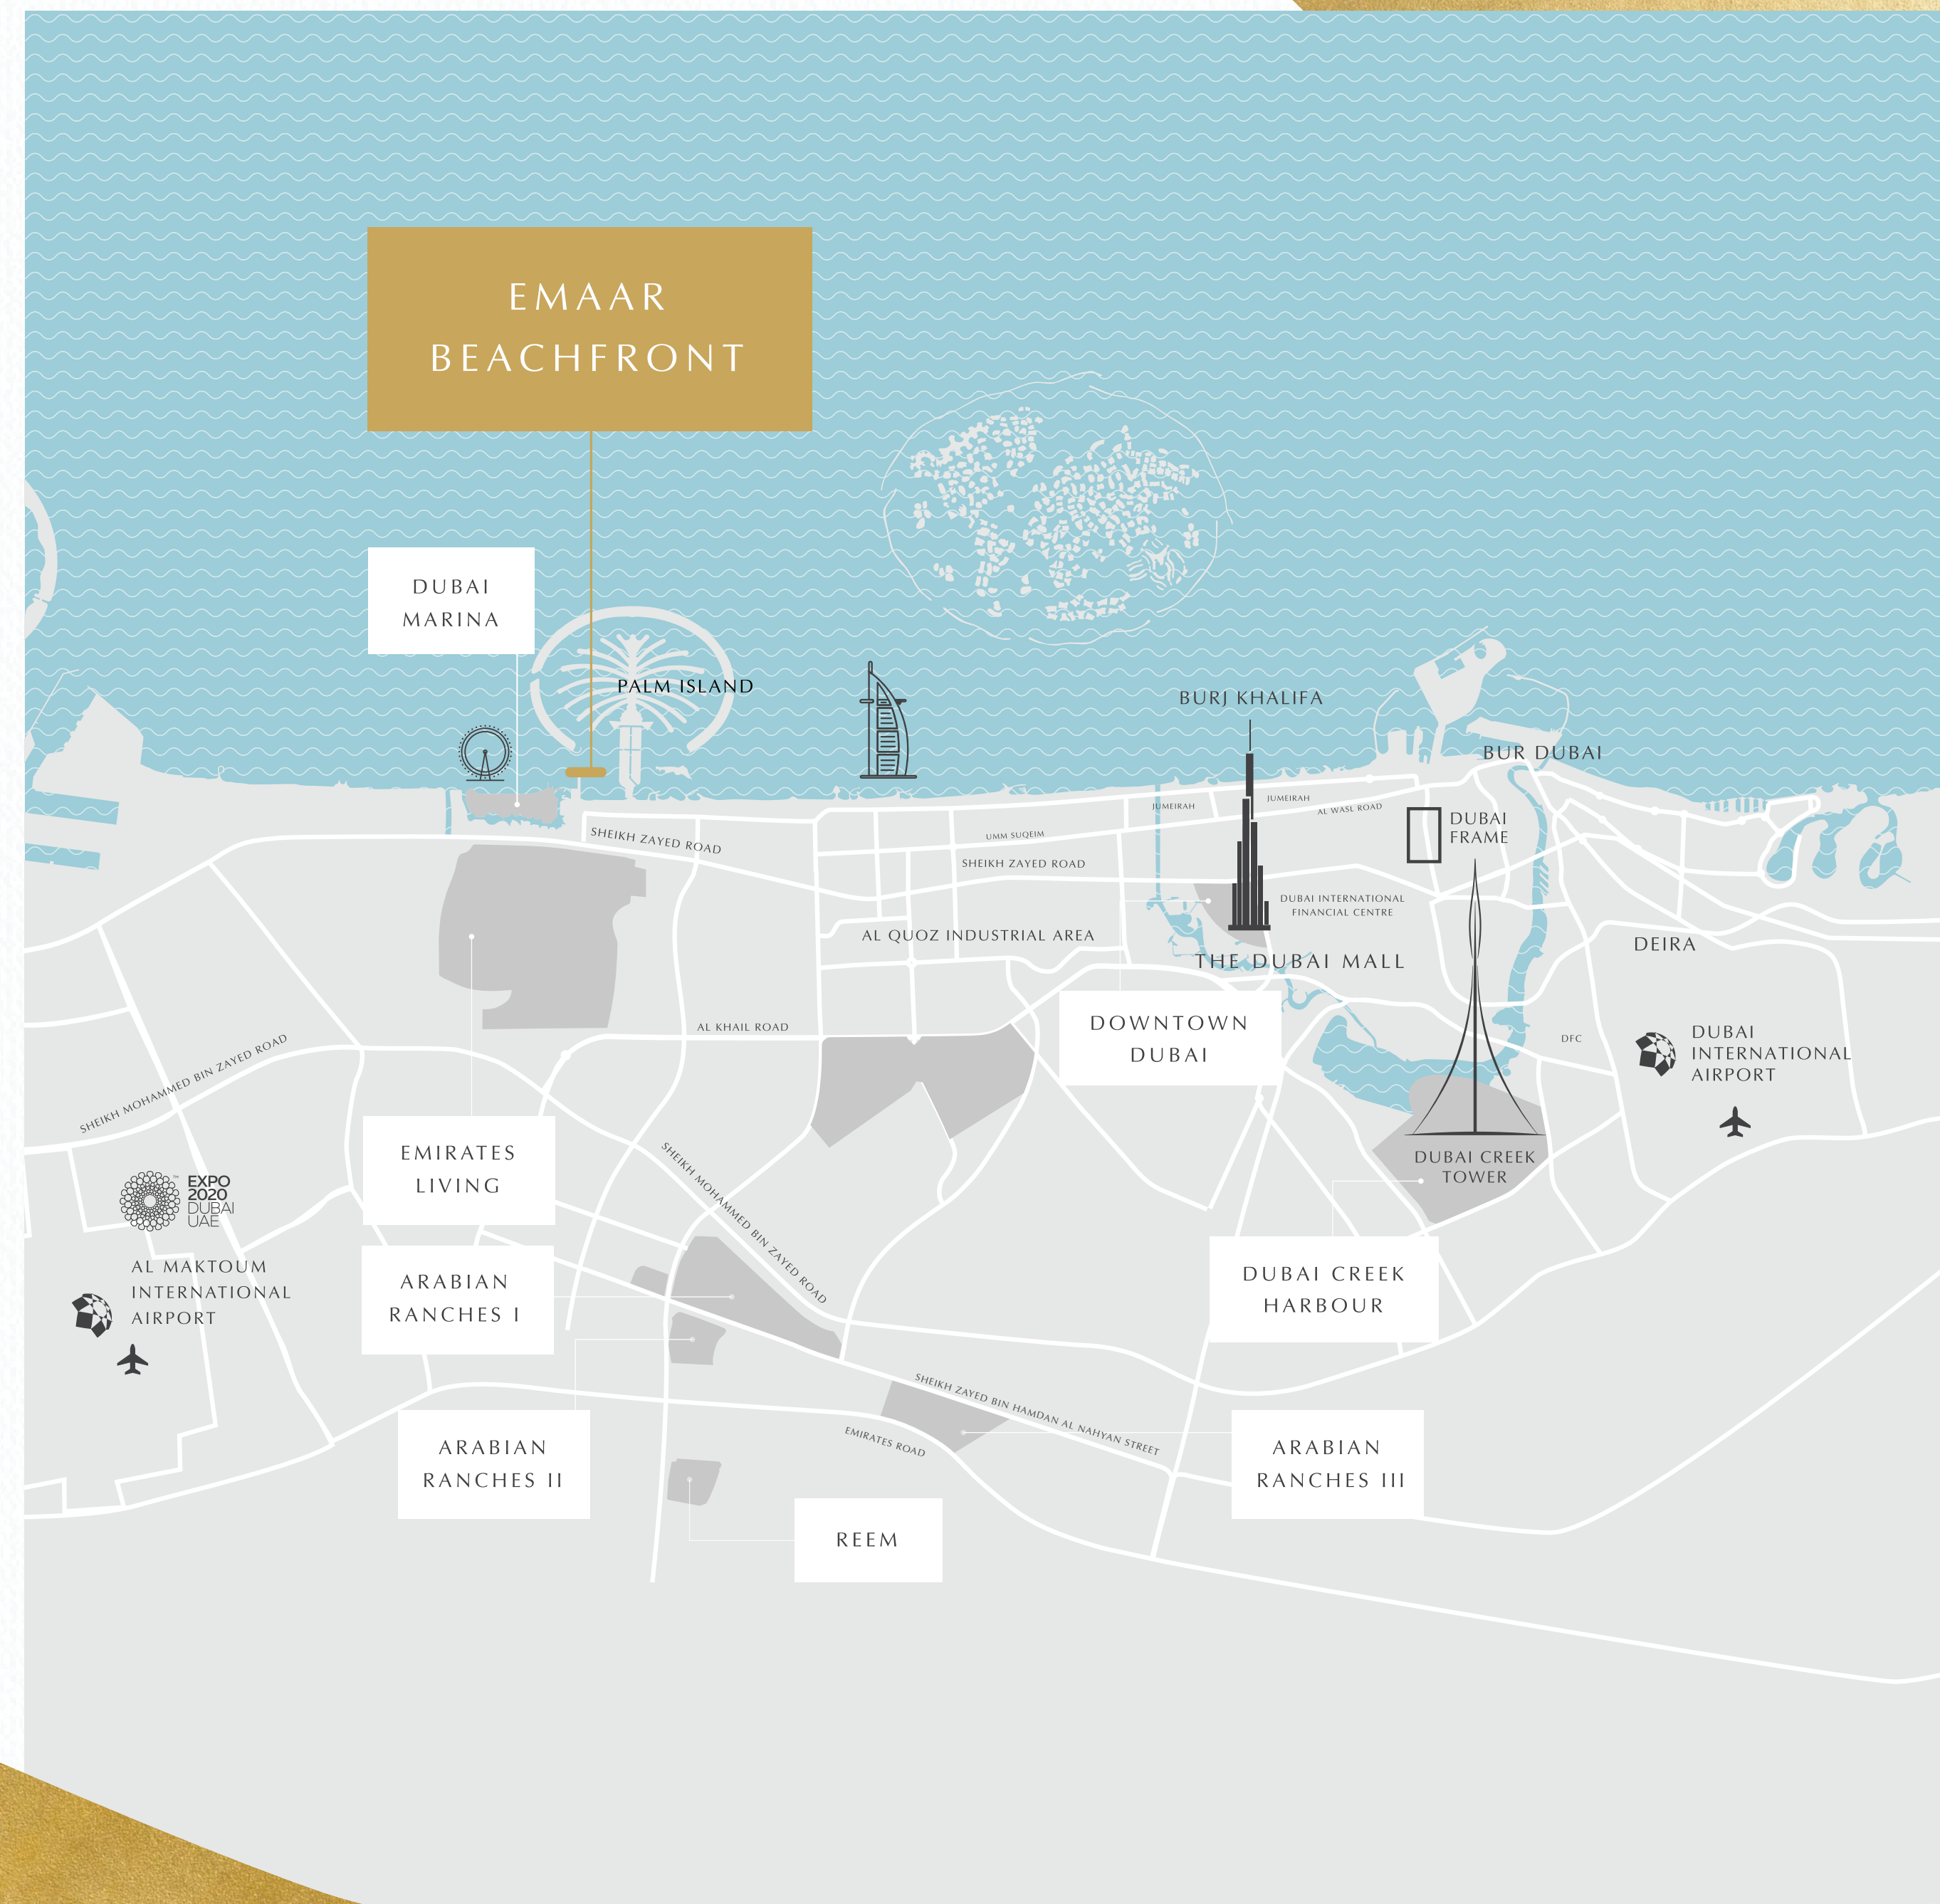 EMAAR
BEACHFRONT
DUBAI
MARINA
PALM ISLAND
BURJ KHALIFA
BUR DUBAI
JUMEIRAH
JUMEIRAH
AL WASL ROAD
DUBAI
FRAME
SHEIKH ZAYED ROAD
UMM SUQEIM
SHEIKH ZAYED ROAD
DUBAI INTERNATIONAL
FINANCIAL CENTRE
AL QUOZ INDUSTRIAL AREA
DEIRA
THE DUBAI MALL
DOWNTOWN
DUBAI
AL KHAIL ROAD
DFC
DUBAI
INTERNATIONAL
AIRPORT
SHEIKH MOHAMMED BIN ZAYED ROAD
EMIRATES
LIVING
SHEIKH MOHAMMED BIN ZAYED ROAD
DUBAI CREEK
TOWER
EXPO
2020
DUBAI
UAE
™
AL MAKTOUM
INTERNATIONAL
AIRPORT
ARABIAN
RANCHES I
DUBAI CREEK
HARBOUR
SHEIKH ZAYED BIN HAMDAN AL NAHYAN STREET
EMIRATES ROAD
ARABIAN
RANCHES II
ARABIAN
RANCHES III
REEM